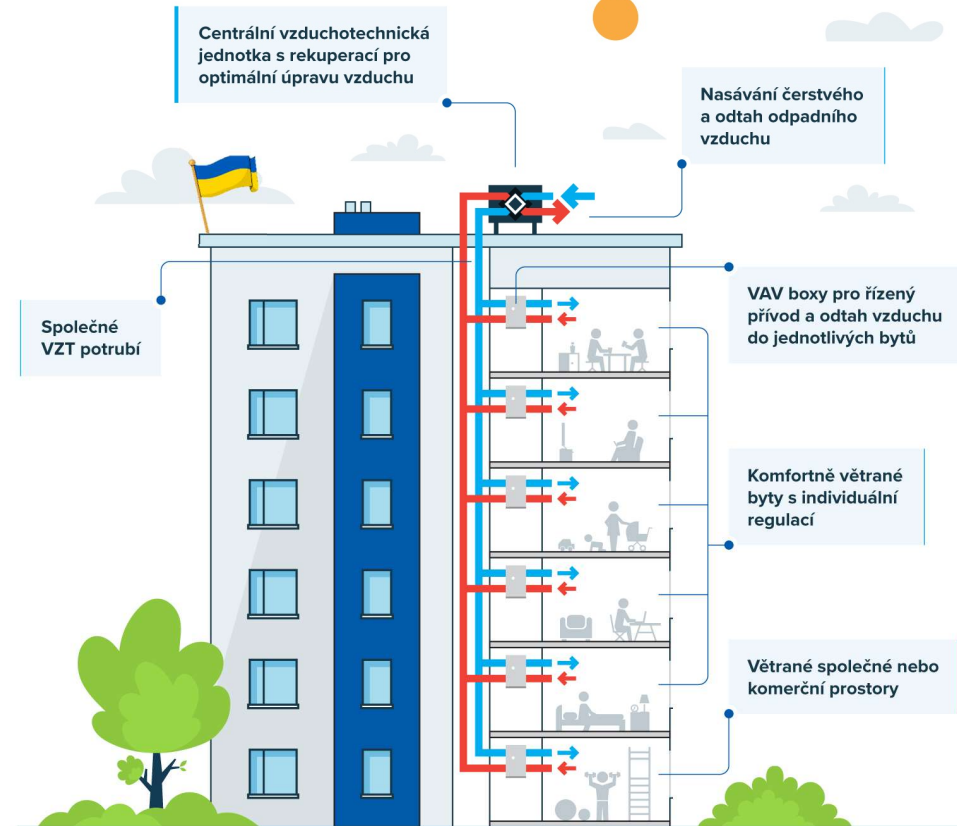 Centrální vzduchotechnická
jednotka s rekuperací pro
optimální úpravu vzduchu
Nasávání čerstvého
a odtah odpadního
vzduchu
Společné
VZT potrubí
VAV boxy pro řízený
přívod a odtah vzduchu
do jednotlivých bytů
Komfortně větrané
byty s individuální
regulací
Větrané společné nebo
komerční prostory